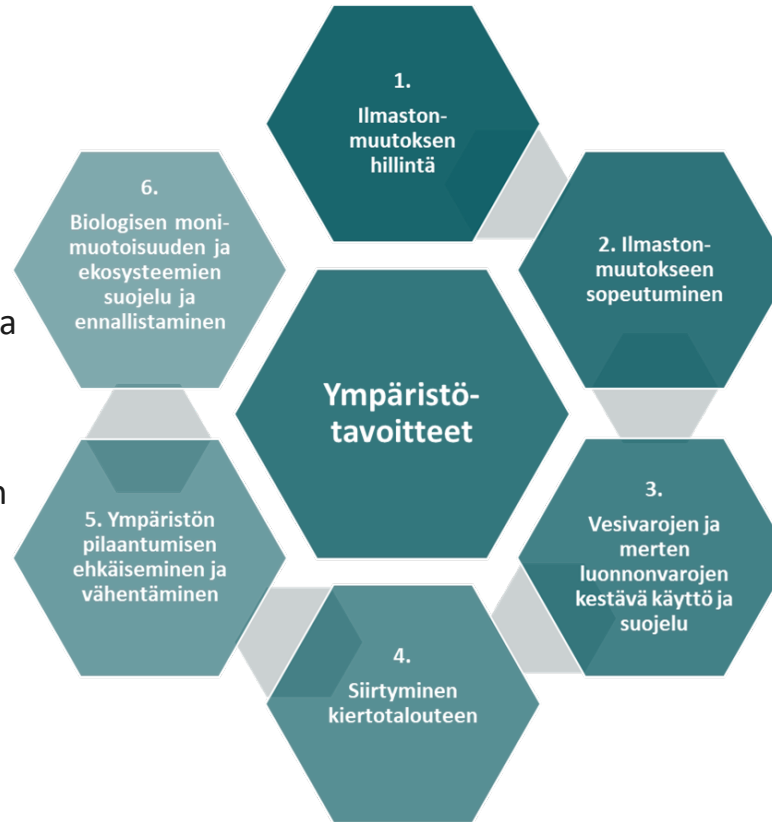 1.
Ilmaston-
muutoksen
hillintä
2. Ilmaston-
muutokseen
sopeutuminen
3.
Vesivarojen ja
merten
luonnonvarojen
kestävä käyttö ja
suojelu
4.
Siirtyminen
kiertotalouteen
5. Ympäristön
pilaantumisen
ehkäiseminen ja
vähentäminen
6.
Biologisen moni-
muotoisuuden ja
ekosysteemien
suojelu ja
ennallistaminen
Ympäristö-
tavoitteet